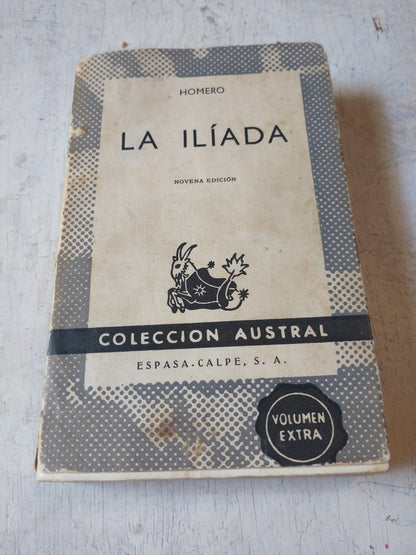 HOMERO
LA ILÍADA
NOVENA EDICIÓN
COLECCION AUSTRAL
ESPASA-CALPE, S. A.
VOLUMEN
EXTRA